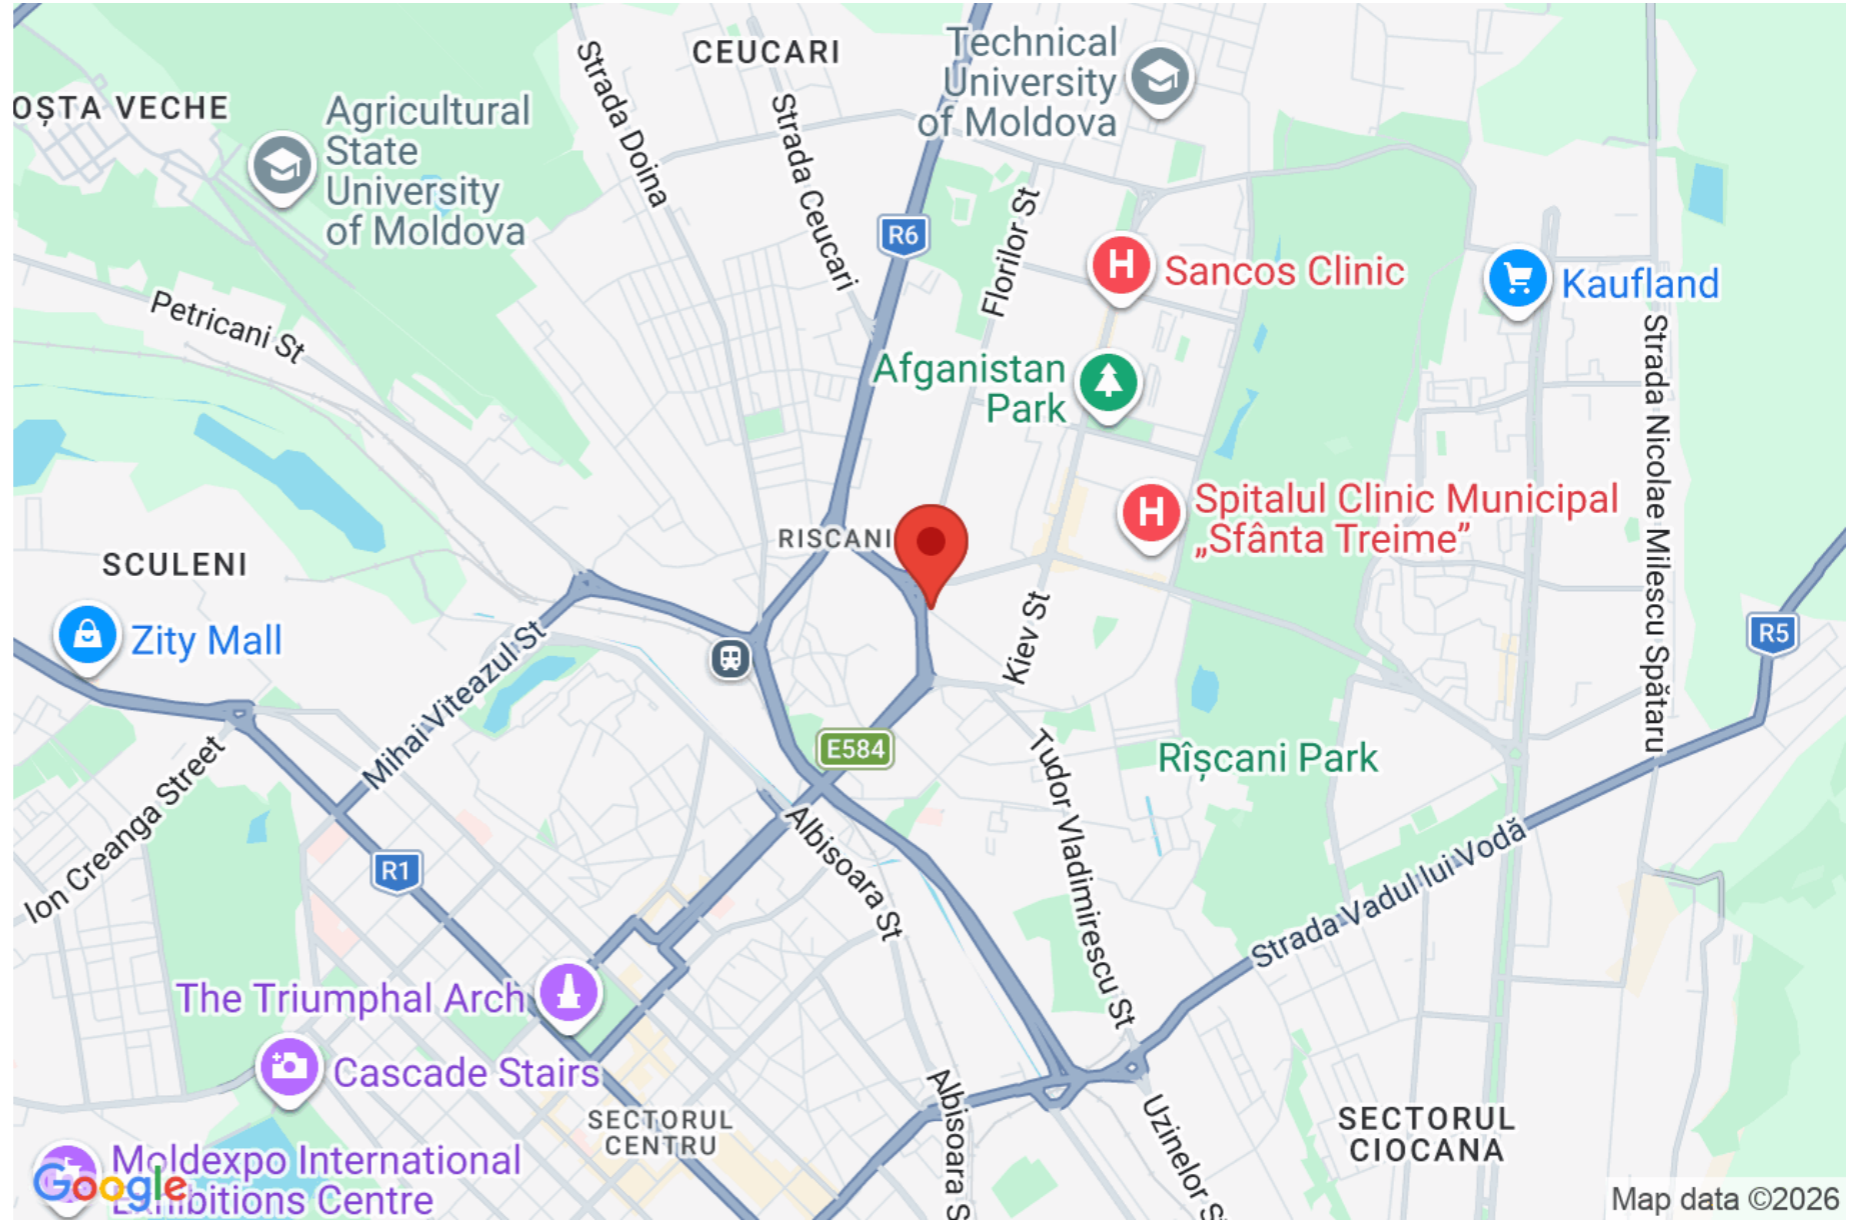 CEUCARI
Technical
University
of Moldova
OȘTA VECHE
Agricultural
State
University
of Moldova
Strada Doina
Strada Ceucari
Florilor St
R6
Sancos Clinic
Kaufland
Petricani St
Afganistan
Park
Strada Nicolae Milescu Spătaru
Spitalul Clinic Municipal
„Sfânta Treime”
RISCANI
SCULENI
Zity Mall
Mihai Viteazul St
Kiev St
R5
E584
Rîșcani Park
Ion Creanga Street
Tudor Vladimirescu St
Albisoara St
R1
Strada Vadul lui Vodă
The Triumphal Arch
Cascade Stairs
SECTORUL
CENTRU
Albisoara S
Uzinelor S
SECTORUL
CIOCANA
Moldexpo International
Exhibitions Centre
Google
Map data ©2026